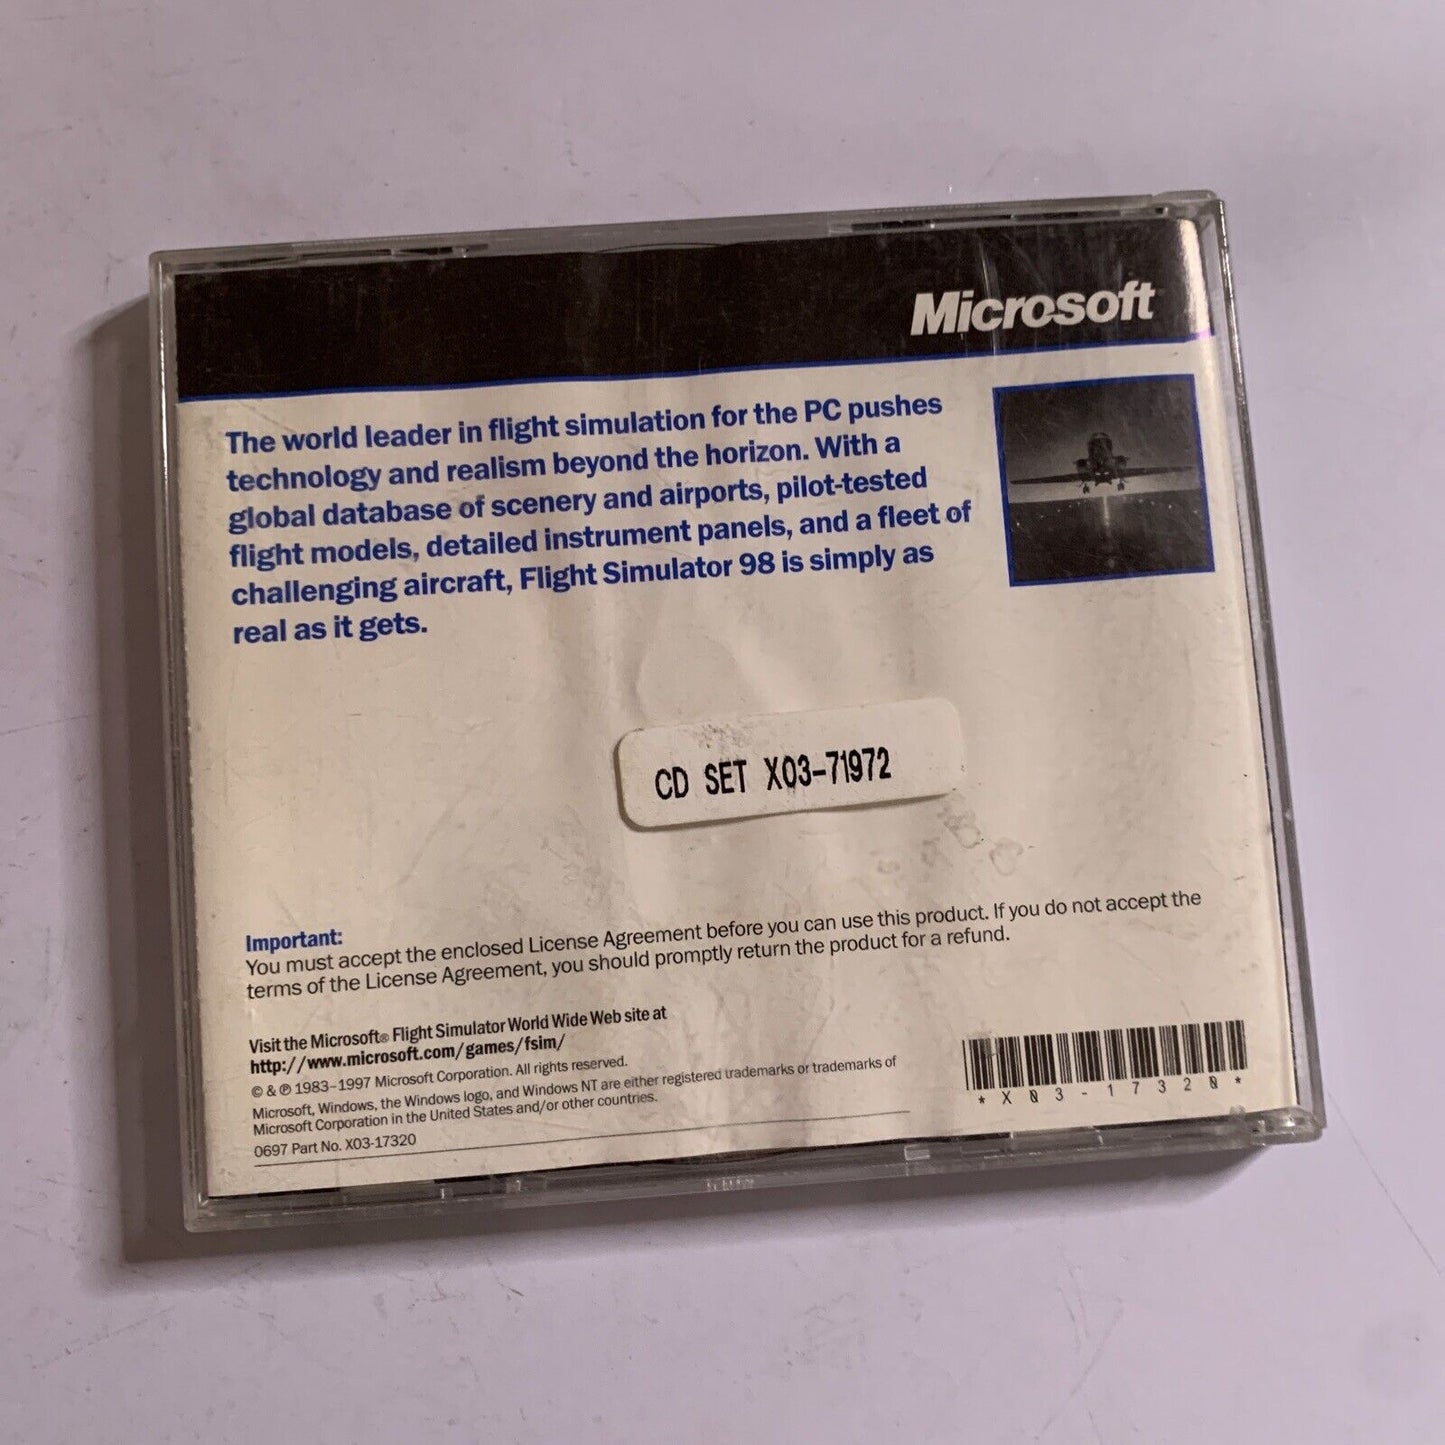 Microsoft
The world leader in flight simulation for the PC pushes
technology and realism beyond the horizon. With a
global database of scenery and airports, pilot-tested
flight models, detailed instrument panels, and a fleet of
challenging aircraft, Flight Simulator 98 is simply as
real as it gets.
CD SET X03-71972
Important:
You must accept the enclosed License Agreement before you can use this product. If you do not accept the
terms of the License Agreement, you should promptly return the product for a refund.
Visit the Microsoft® Flight Simulator World Wide Web site at
http://www.microsoft.com/games/fsim/
© & ℗ 1983–1997 Microsoft Corporation. All rights reserved.
Microsoft, Windows, the Windows logo, and Windows NT are either registered trademarks or trademarks of
Microsoft Corporation in the United States and/or other countries.
0697 Part No. X03-17320
*X03-17320*